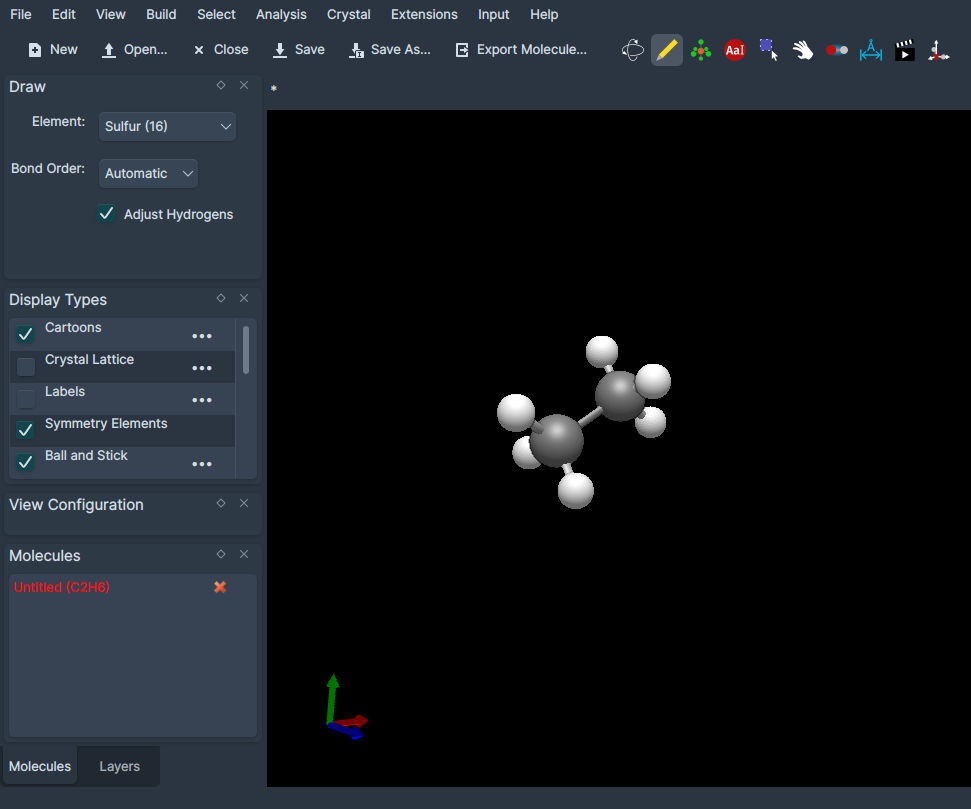 File Edit View Build Select Analysis Crystal Extensions Input Help
New Open... Close Save Save As... Export Molecule... AaI
Draw
*
Element: Sulfur (16)
Bond Order: Automatic
Adjust Hydrogens
Display Types
Cartoons
Crystal Lattice
Labels
Symmetry Elements
Ball and Stick
View Configuration
Molecules
Untitled (C2H6)
Molecules Layers